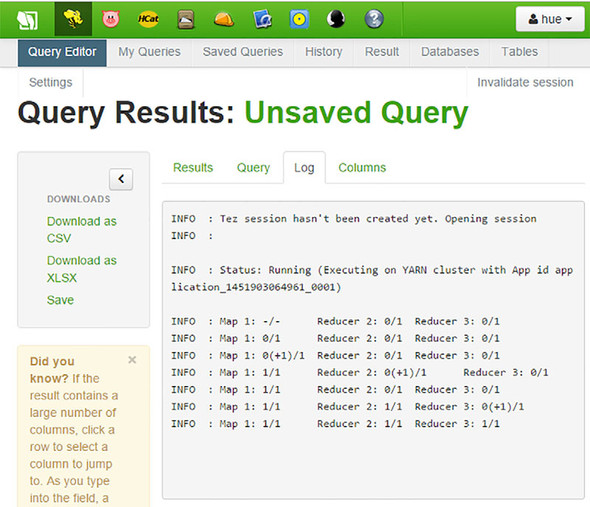 HCat
hue
Query Editor
My Queries
Saved Queries
History
Result
Databases
Tables
Settings
Invalidate session
Query Results: Unsaved Query
DOWNLOADS
Download as
CSV
Download as
XLSX
Save
Did you
know? If the
result contains a
large number of
columns, click a
row to select a
column to jump
to. As you type
into the field, a
Results
Query
Log
Columns
INFO : Tez session hasn't been created yet. Opening session
INFO :
INFO : Status: Running (Executing on YARN cluster with App id app
lication_1451903064961_0001)
INFO : Map 1: -/- Reducer 2: 0/1 Reducer 3: 0/1
INFO : Map 1: 0/1 Reducer 2: 0/1 Reducer 3: 0/1
INFO : Map 1: 0(+1)/1 Reducer 2: 0/1 Reducer 3: 0/1
INFO : Map 1: 1/1 Reducer 2: 0(+1)/1 Reducer 3: 0/1
INFO : Map 1: 1/1 Reducer 2: 0/1 Reducer 3: 0/1
INFO : Map 1: 1/1 Reducer 2: 1/1 Reducer 3: 0(+1)/1
INFO : Map 1: 1/1 Reducer 2: 1/1 Reducer 3: 1/1